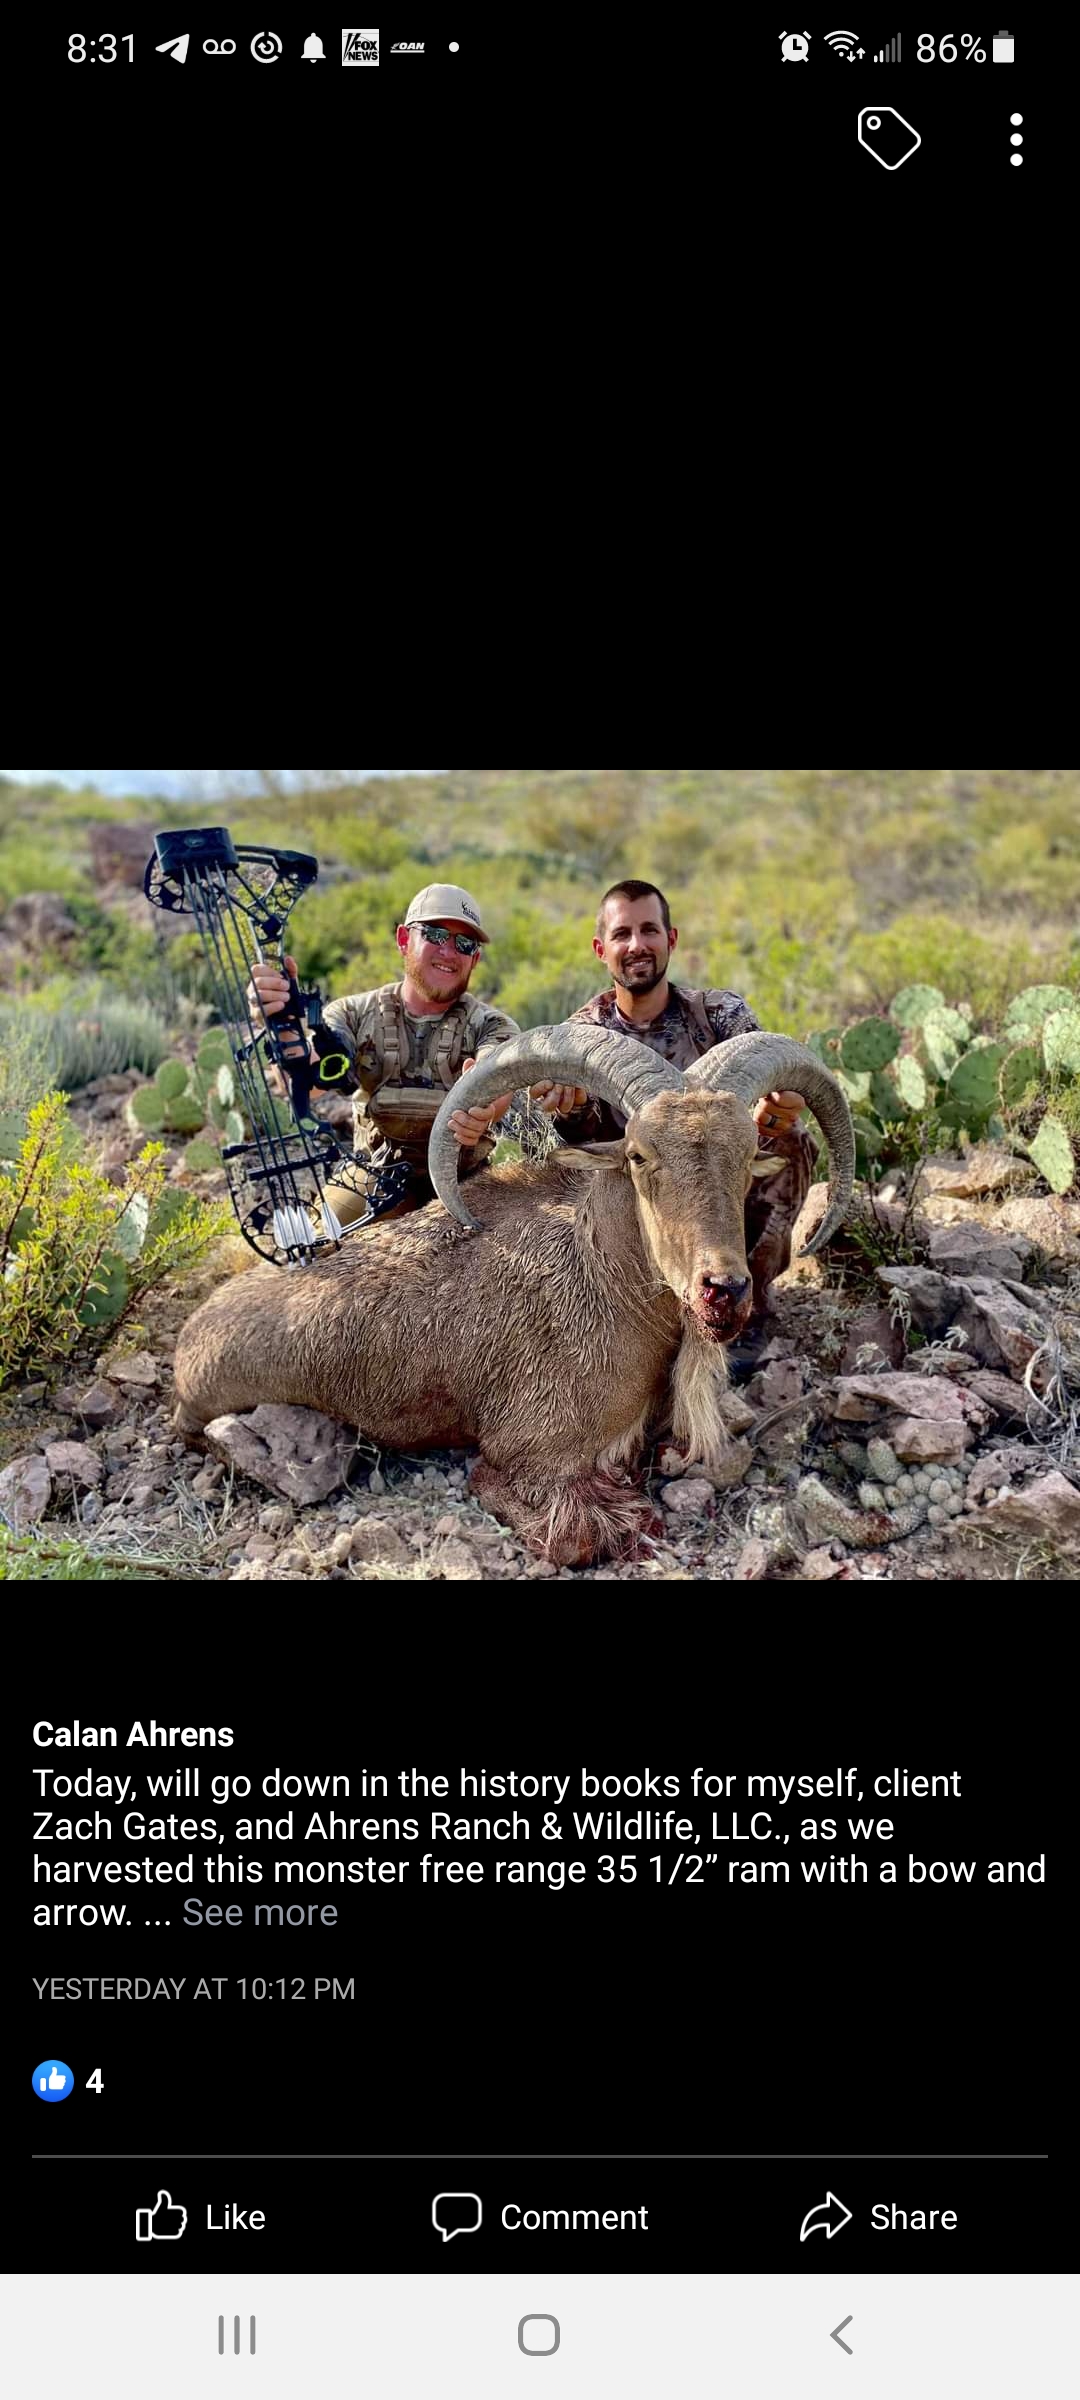 8:31 FOX NEWS OAN 86%
Calan Ahrens
Today, will go down in the history books for myself, client
Zach Gates, and Ahrens Ranch & Wildlife, LLC., as we
harvested this monster free range 35 1/2” ram with a bow and
arrow. ... See more
YESTERDAY AT 10:12 PM
4
Like Comment Share